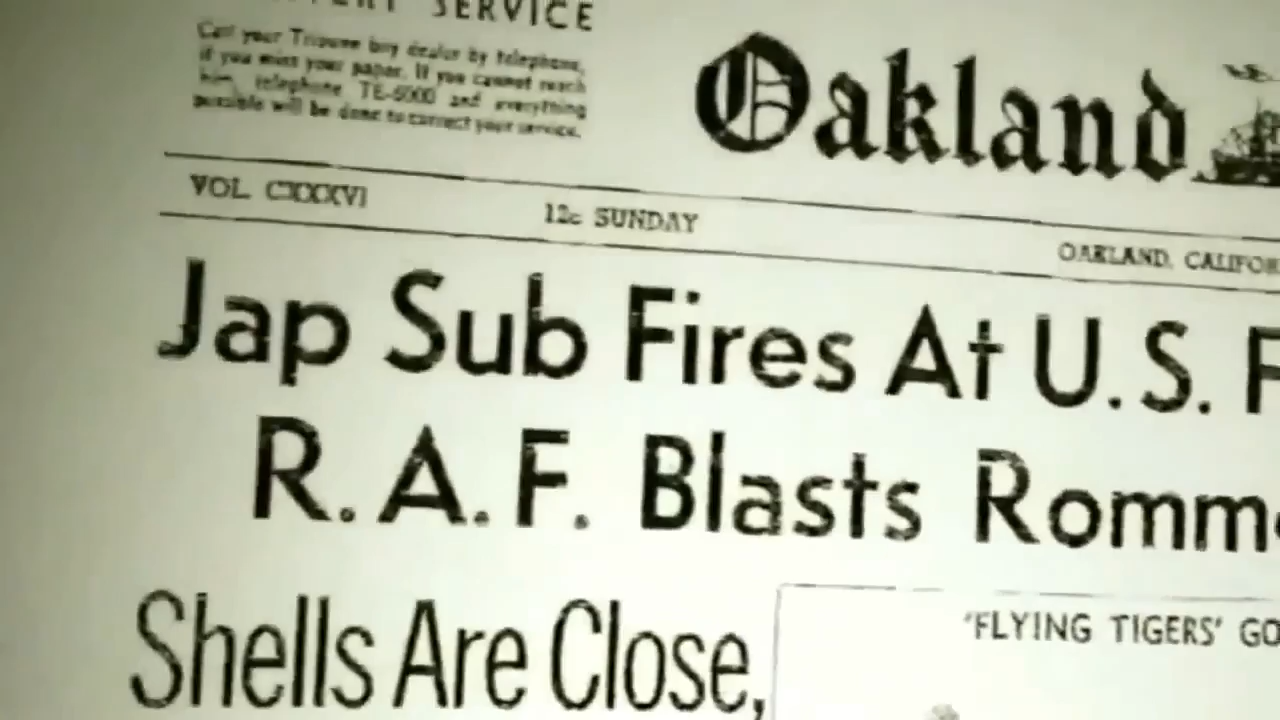 SERVICE
Call your Tribune boy dealer by telephone,
if you miss your paper. If you cannot reach
him, telephone TE-6000 and everything
possible will be done to correct your service.
Oakland
VOL CXXXVI
12c SUNDAY
OAKLAND, CALIFOR
Jap Sub Fires At U.S. F
R.A.F. Blasts Romm
Shells Are Close,
'FLYING TIGERS' GO